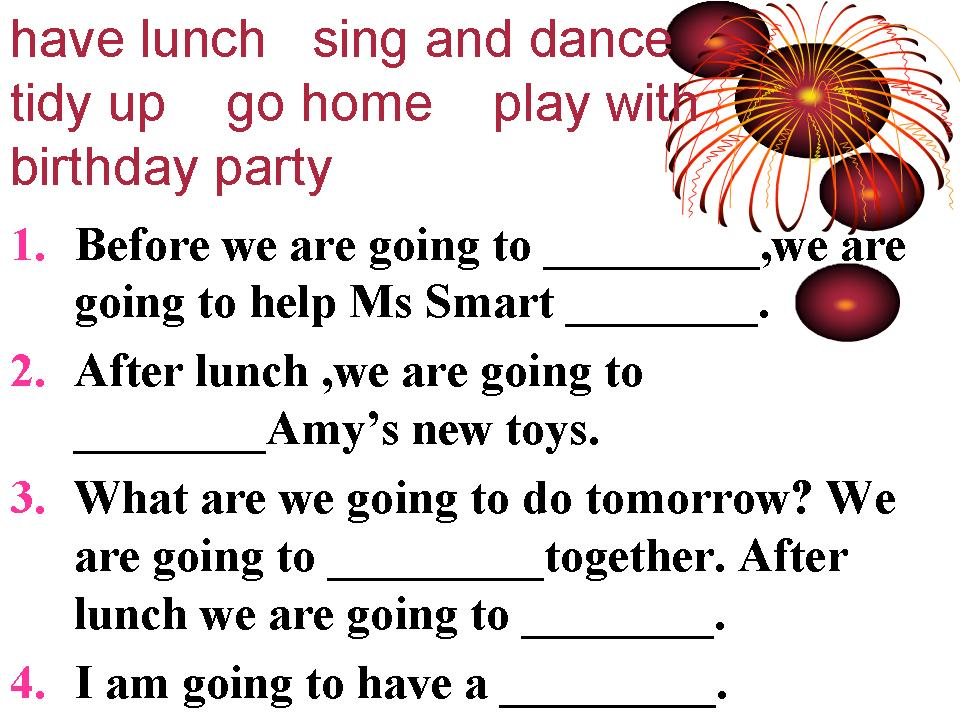 have lunch sing and dance
tidy up go home play with
birthday party
1. Before we are going to _________,we are
going to help Ms Smart ________.
2. After lunch ,we are going to
________Amy’s new toys.
3. What are we going to do tomorrow? We
are going to _________together. After
lunch we are going to ________.
4. I am going to have a _________.